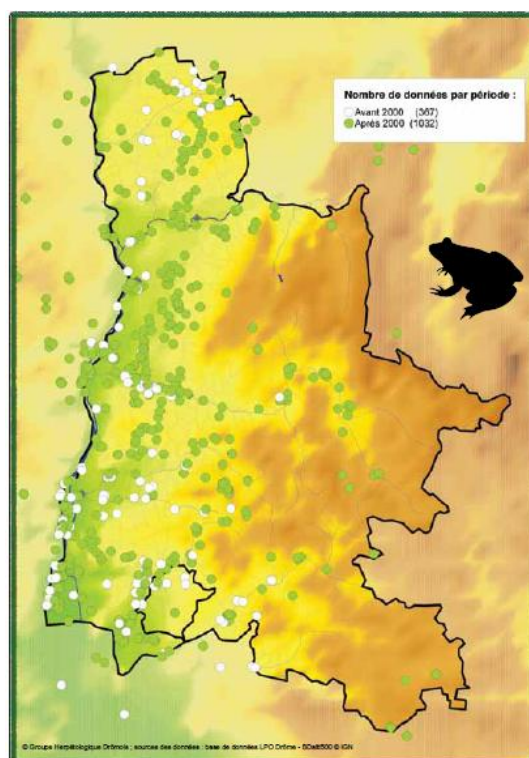 Nombre de données par période :
Avant 2000 (367)
Après 2000 (1032)
© Groupe Herpétologique Drômois ; sources des données : base de données LPO Drôme - BDalti500 © IGN